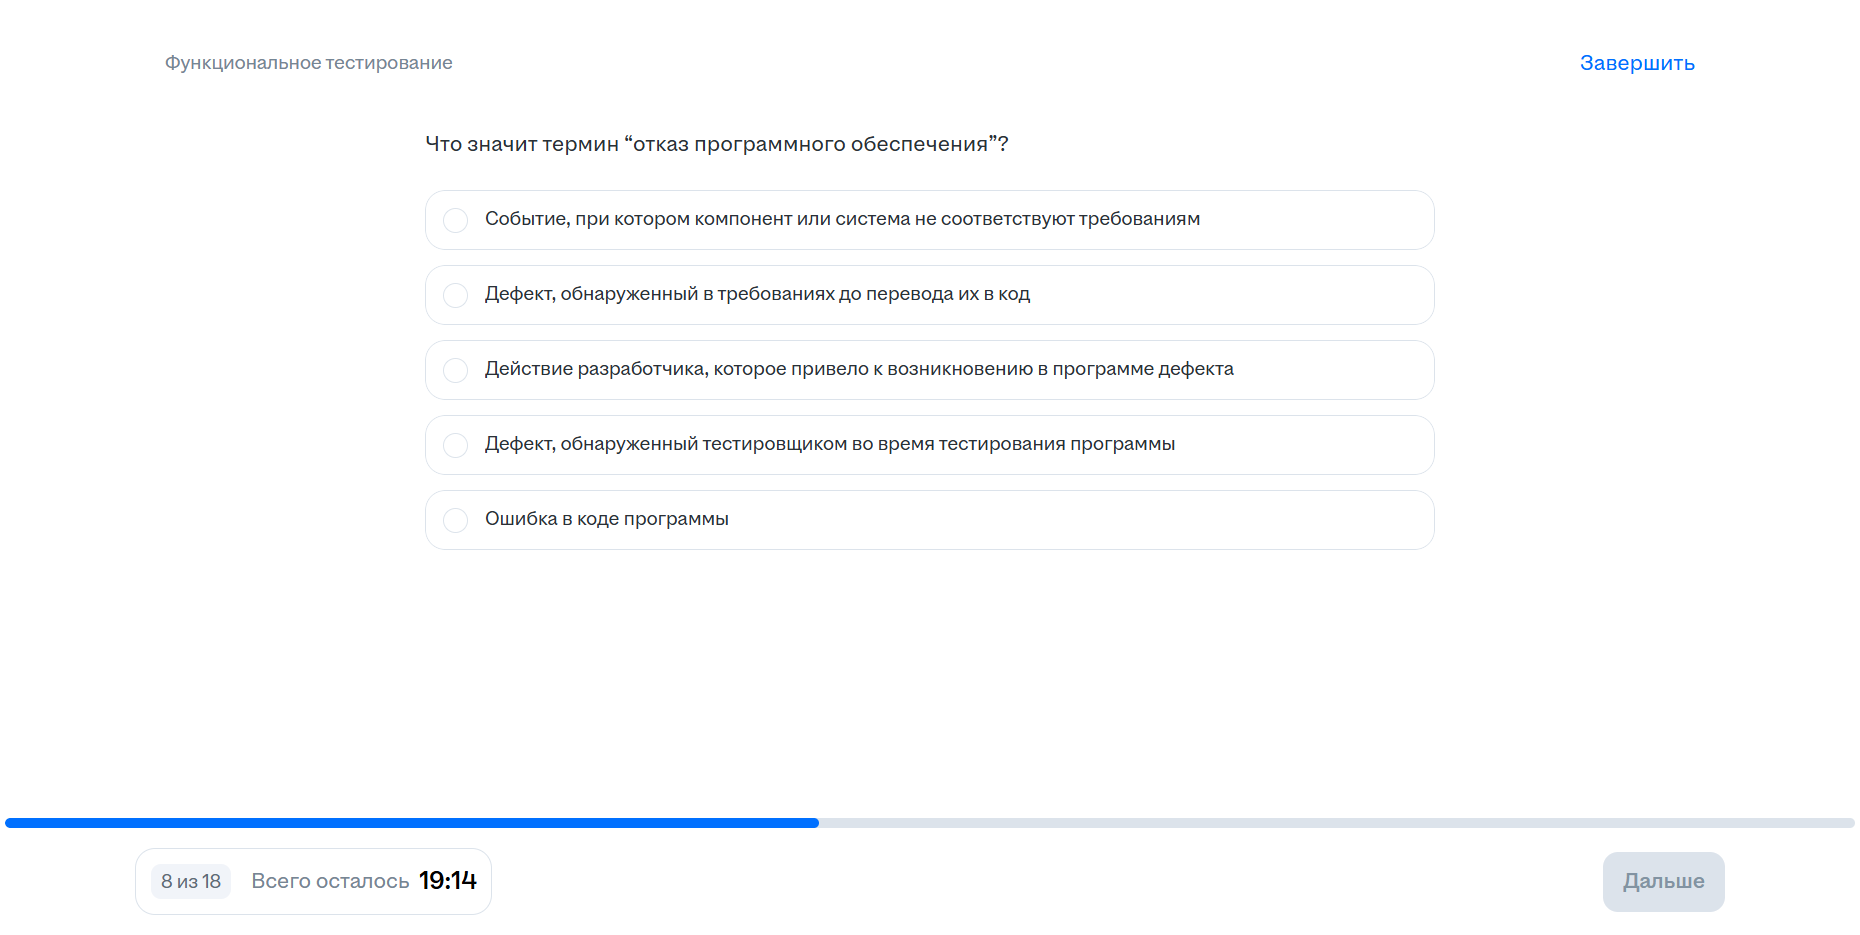 Функциональное тестирование
Завершить
Что значит термин “отказ программного обеспечения”?
Событие, при котором компонент или система не соответствуют требованиям
Дефект, обнаруженный в требованиях до перевода их в код
Действие разработчика, которое привело к возникновению в программе дефекта
Дефект, обнаруженный тестировщиком во время тестирования программы
Ошибка в коде программы
8 из 18 Всего осталось 19:14
Дальше